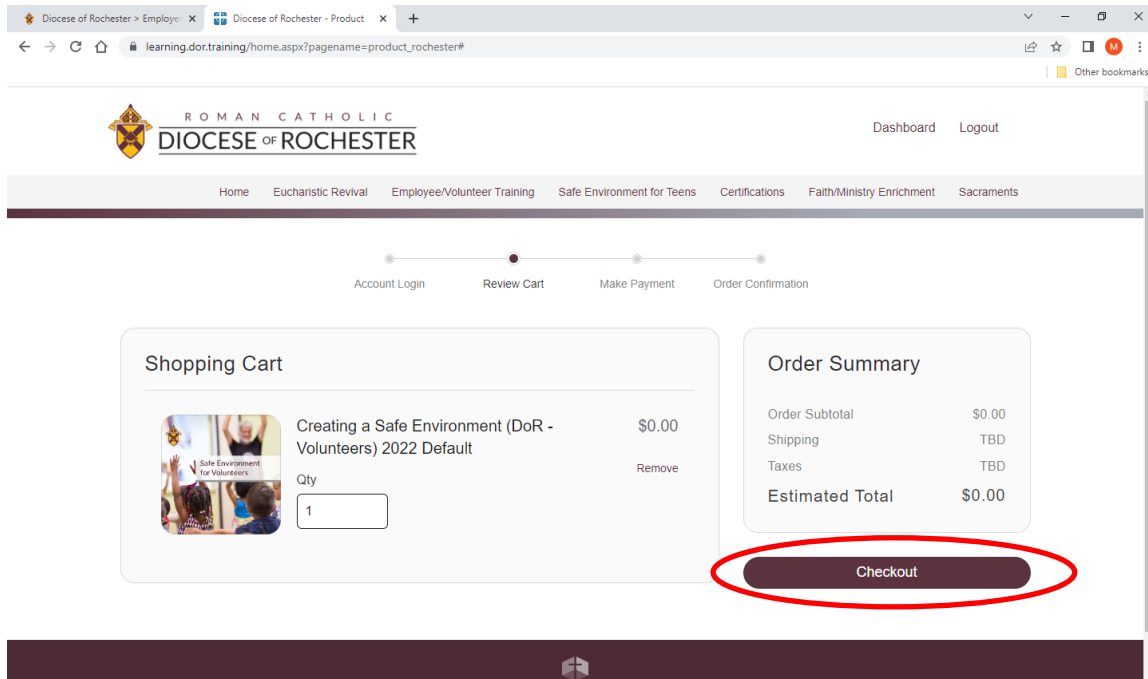 Diocese of Rochester > Employe
Diocese of Rochester - Product
learning.dor.training/home.aspx?pagename=product_rochester#
M
Other bookmarks
ROMAN CATHOLIC
DIOCESE OF ROCHESTER
Dashboard Logout
Home Eucharistic Revival Employee/Volunteer Training Safe Environment for Teens Certifications Faith/Ministry Enrichment Sacraments
Account Login Review Cart Make Payment Order Confirmation
Shopping Cart
Safe Environment
for Volunteers
Creating a Safe Environment (DoR -
Volunteers) 2022 Default
$0.00
Remove
Qty
1
Order Summary
Order Subtotal $0.00
Shipping TBD
Taxes TBD
Estimated Total $0.00
Checkout